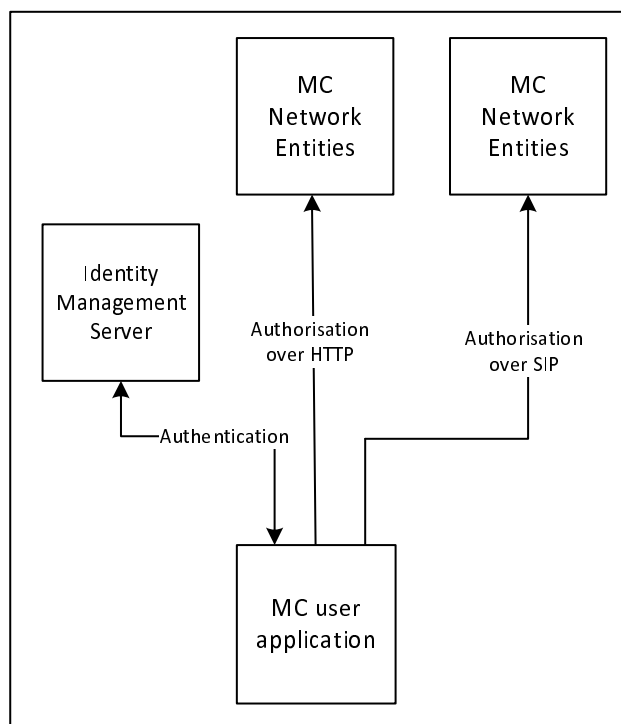 MC
Network
Entities
MC
Network
Entities
Identity
Management
Server
Authorisation
over HTTP
Authorisation
over SIP
Authentication
MC user
application